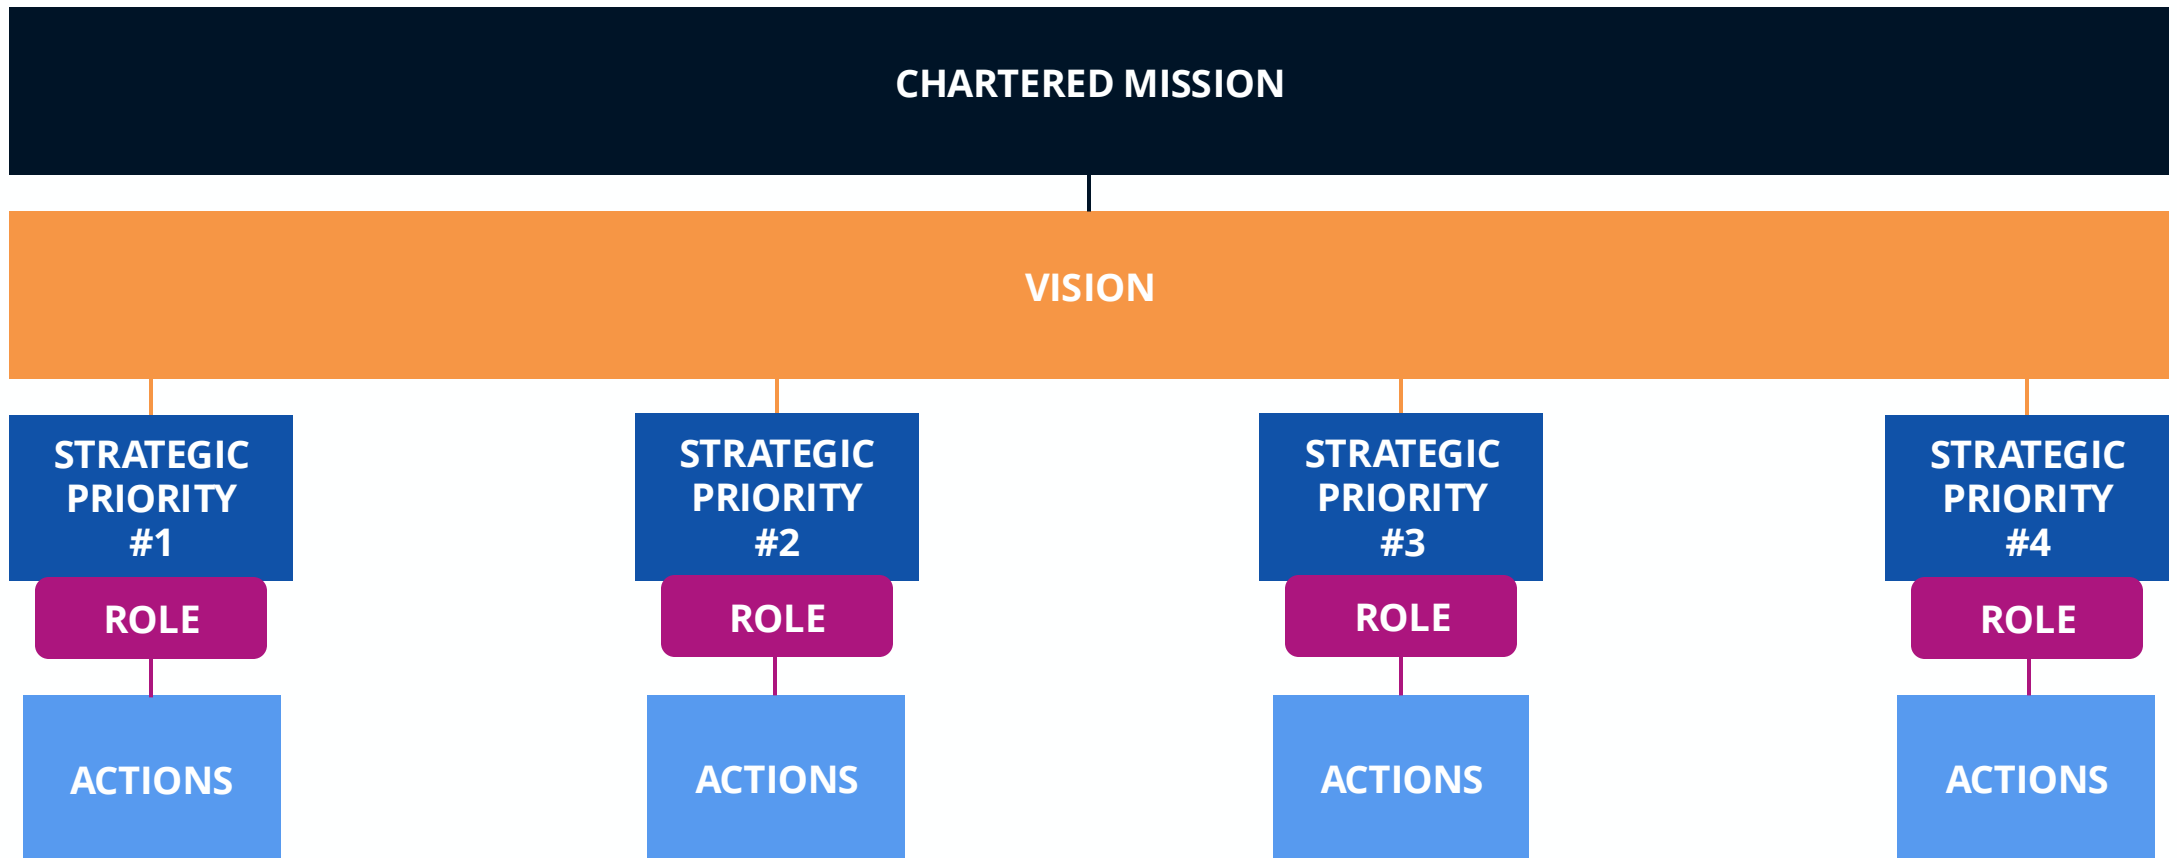 CHARTERED MISSION
VISION
STRATEGIC
PRIORITY
#1
STRATEGIC
PRIORITY
#2
STRATEGIC
PRIORITY
#3
STRATEGIC
PRIORITY
#4
ROLE
ROLE
ROLE
ROLE
ACTIONS
ACTIONS
ACTIONS
ACTIONS